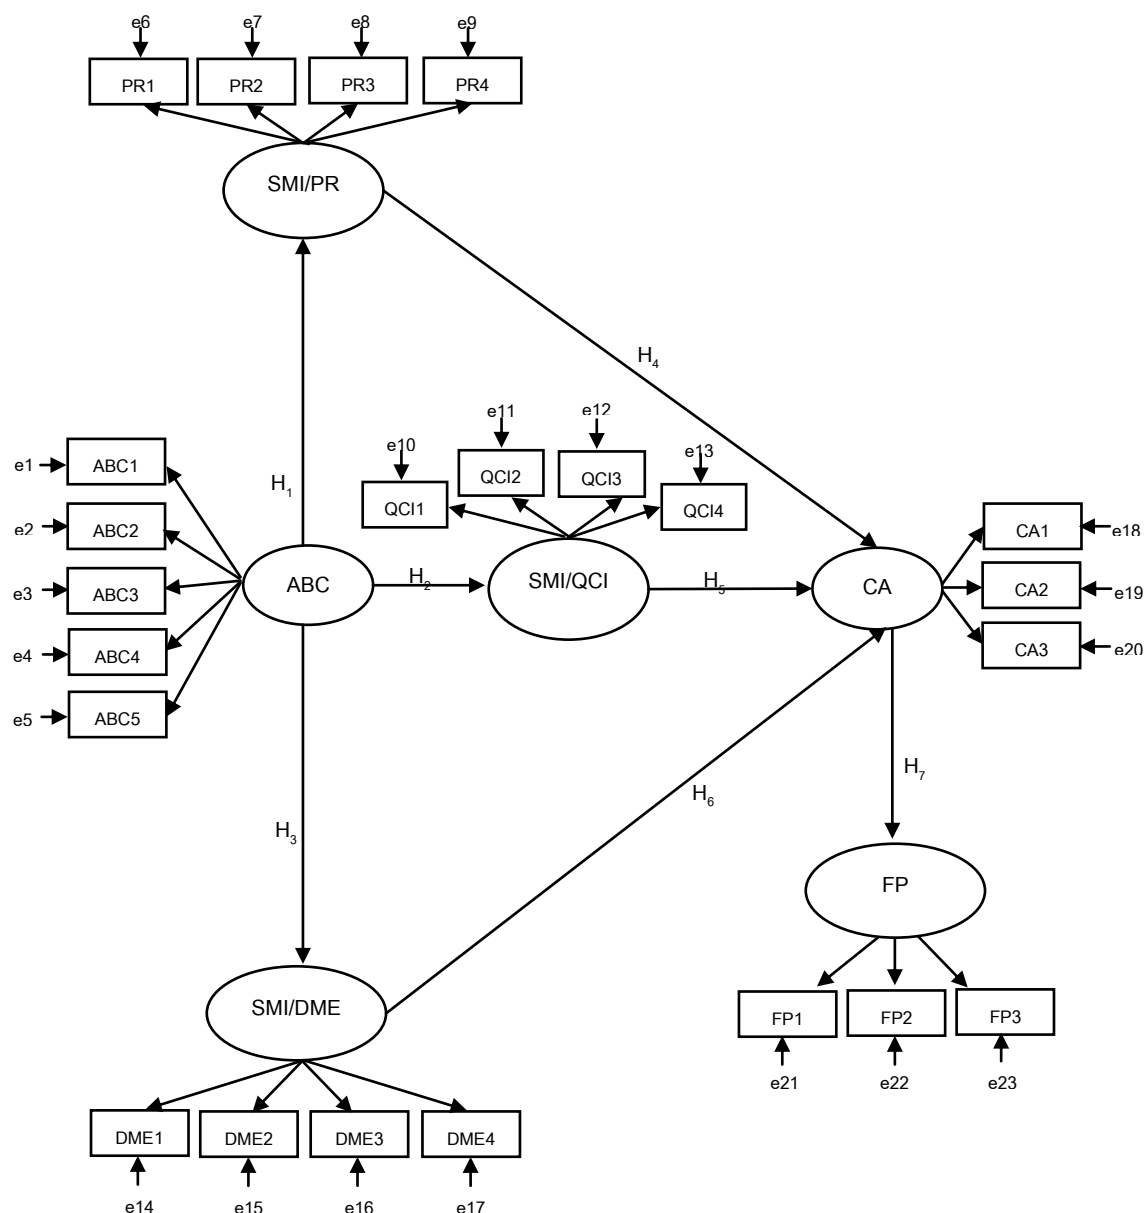 e6 e7 e8 e9
PR1 PR2 PR3 PR4
SMI/PR
H4
e11 e12
e10 e13
e1 ABC1
QCI2 QCI3
H1
QCI1 QCI4
e2 ABC2
CA1 e18
ABC H2 SMI/QCI H5 CA
e3 ABC3
CA2 e19
e4 ABC4
CA3 e20
e5 ABC5
H7
H6
H3
FP
SMI/DME
FP1 FP2 FP3
e21 e22 e23
DME1 DME2 DME3 DME4
e14 e15 e16 e17